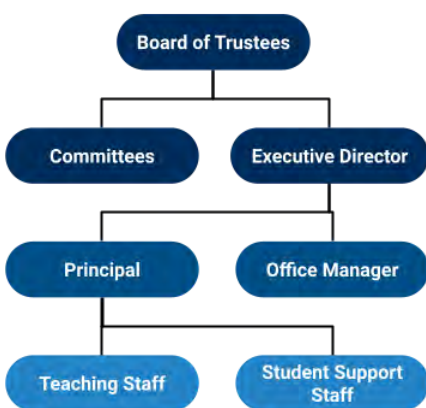 Board of Trustees
Committees
Executive Director
Principal
Office Manager
Teaching Staff
Student Support
Staff